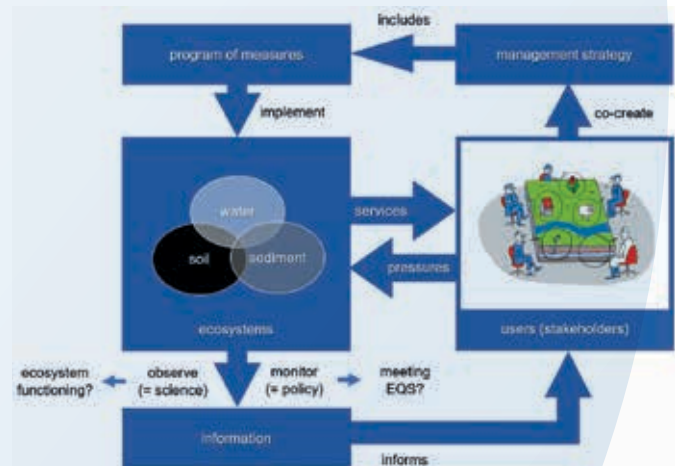 includes
program of measures
management strategy
implement
co-create
water
services
soil
sediment
pressures
ecosystems
users (stakeholders)
ecosystem
functioning?
observe
(= science)
monitor
(= policy)
meeting
EQS?
information
informs